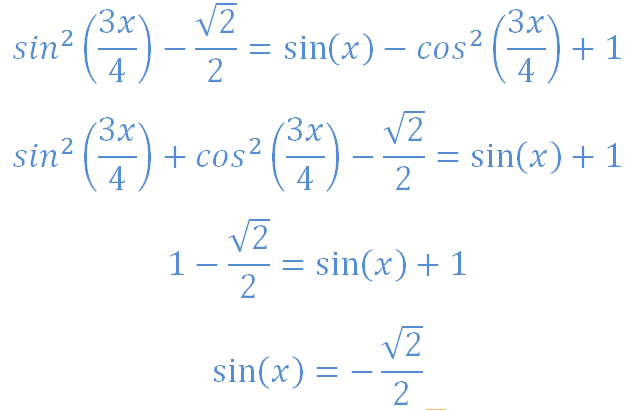 sin² (3x/4) − √2/2 = sin(x) − cos² (3x/4) + 1
sin² (3x/4) + cos² (3x/4) − √2/2 = sin(x) + 1
1 − √2/2 = sin(x) + 1
sin(x) = − √2/2